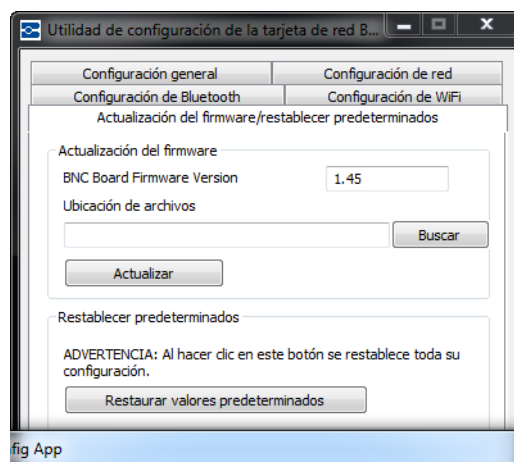 Utilidad de configuración de la tarjeta de red B...
Configuración general
Configuración de red
Configuración de Bluetooth
Configuración de WiFi
Actualización del firmware/restablecer predeterminados
Actualización del firmware
BNC Board Firmware Version
1.45
Ubicación de archivos
Buscar
Actualizar
Restablecer predeterminados
ADVERTENCIA: Al hacer clic en este botón se restablece toda su
configuración.
Restaurar valores predeterminados
fig App